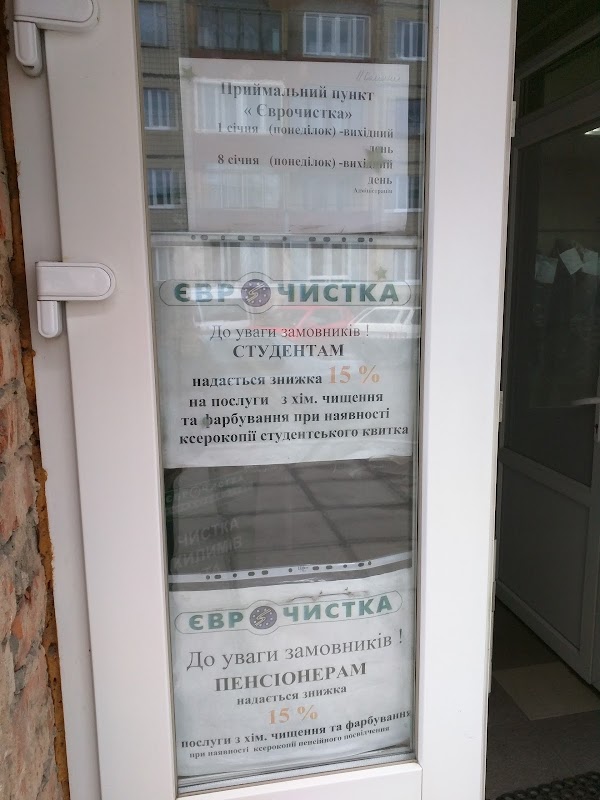 Приймальний пункт
« Єврочистка»
1 січня (понеділок) -вихідний
день
8 січня (понеділок) -вихідний
день
Адміністрація
ЄВРОЧИСТКА
До уваги замовників !
СТУДЕНТАМ
надається знижка 15 %
на послуги з хім. чищення
та фарбування при наявності
ксерокопії студентського квитка
ЄВРОЧИСТКА
До уваги замовників !
ПЕНСІОНЕРАМ
надається знижка
15 %
послуги з хім. чищення та фарбування
при наявності ксерокопії пенсійного посвідчення